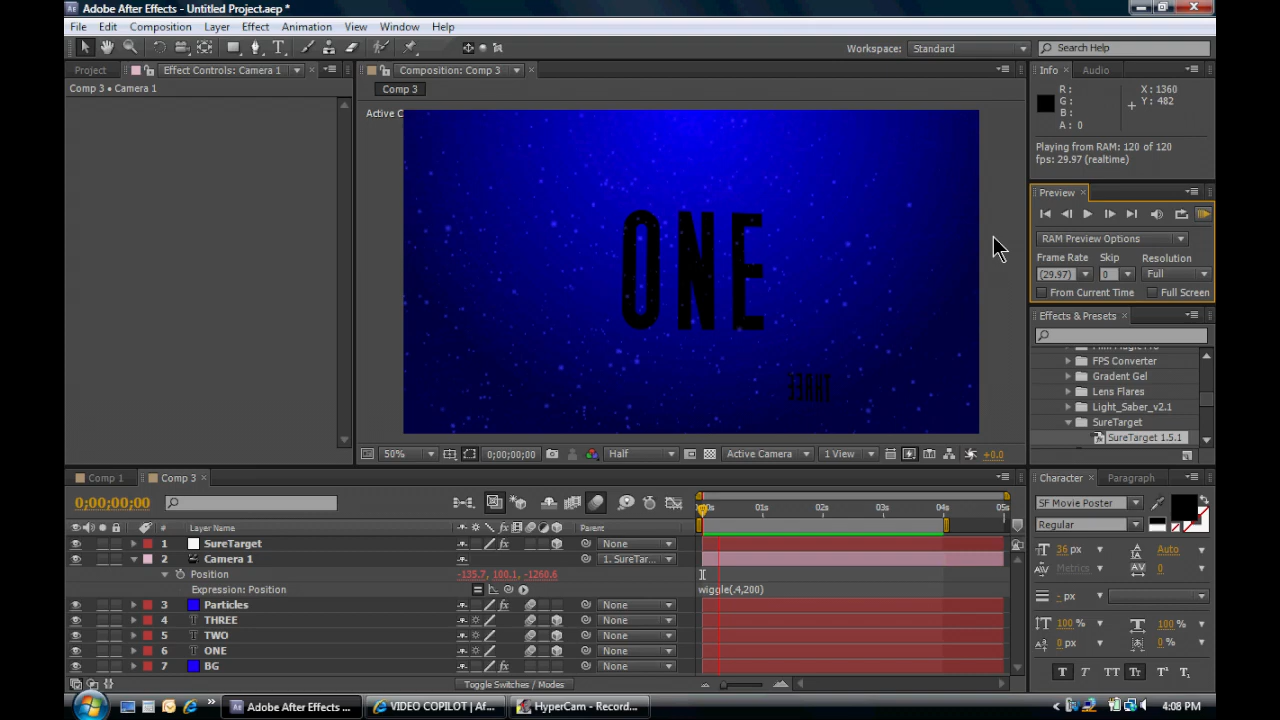 Adobe After Effects - Untitled Project.aep *
File Edit Composition Layer Effect Animation View Window Help
Workspace: Standard Search Help
Project Effect Controls: Camera 1 Composition: Comp 3 Info Audio
Comp 3 • Camera 1
Comp 3
Active C
R : X : 1360
G : Y : 482
B :
A : 0
Playing from RAM: 120 of 120
fps: 29.97 (realtime)
Preview
RAM Preview Options
Frame Rate Skip Resolution
(29.97) 0 Full
From Current Time Full Screen
ONE
THREE
Effects & Presets
FPS Converter
Gradent Gel
Lens Flares
Light_Saber_v2.1
SureTarget
SureTarget 1.5.1
50% 0;00;00;00 Half Active Camera 1 View +0.0
Comp 1 Comp 3
0;00;00;00
01s 02s 03s 04s 05s
# Layer Name Parent
1 SureTarget None
2 Camera 1 1. SureTar...
Position -135.7, 100.1, -1260.6
Expression: Position wiggle(.4,200)
3 Particles None
4 THREE None
5 TWO None
6 ONE None
7 BG None
Toggle Switches / Modes
Character Paragraph
SF Movie Poster
Regular
36 px Auto
Metrics 0
- px
100% 100%
0 px 0%
T T TT Tr T¹ T,
Adobe After Effects ... VIDEO COPILOT | Af... HyperCam - Record... 4:08 PM